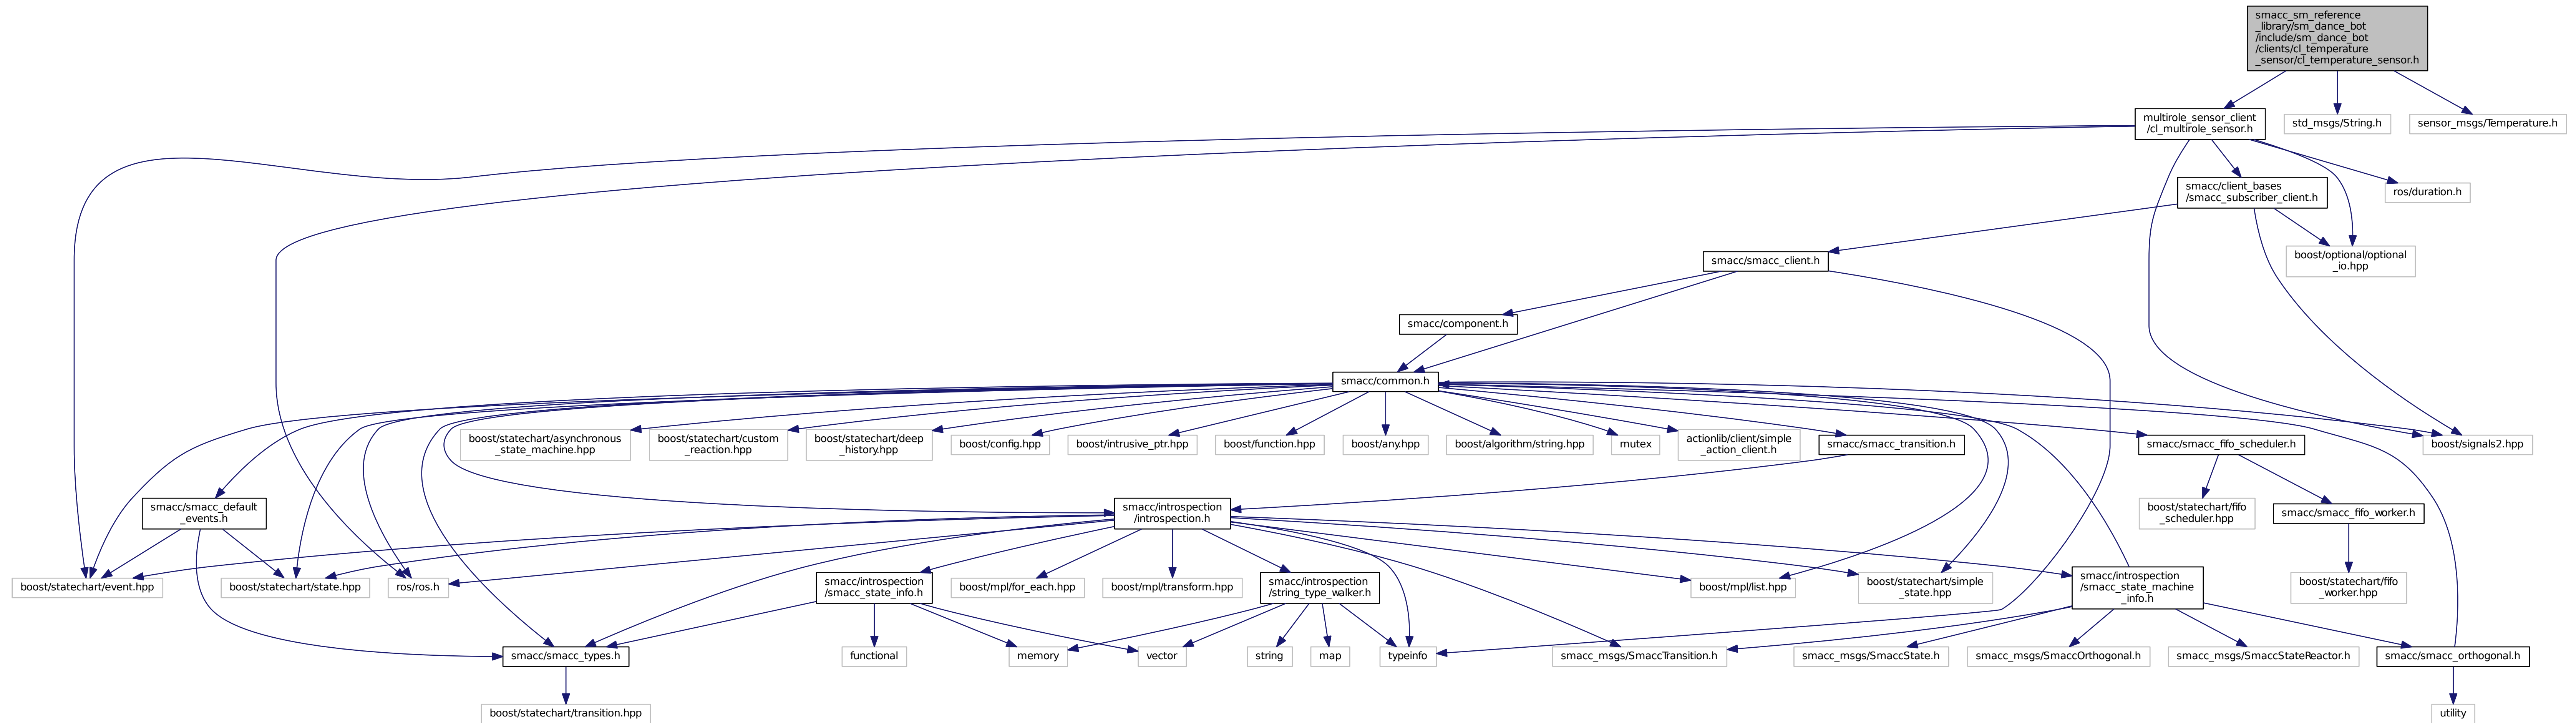 smacc_sm_reference
_library/sm_dance_bot
/include/sm_dance_bot
/clients/cl_temperature
_sensor/cl_temperature_sensor.h
multirole_sensor_client
/cl_multirole_sensor.h
std_msgs/String.h
sensor_msgs/Temperature.h
smacc/client_bases
/smacc_subscriber_client.h
ros/duration.h
smacc/smacc_client.h
boost/optional/optional
_io.hpp
smacc/component.h
smacc/common.h
boost/statechart/asynchronous
_state_machine.hpp
boost/statechart/custom
_reaction.hpp
boost/statechart/deep
_history.hpp
boost/config.hpp
boost/intrusive_ptr.hpp
boost/function.hpp
boost/any.hpp
boost/algorithm/string.hpp
mutex
actionlib/client/simple
_action_client.h
smacc/smacc_transition.h
smacc/smacc_fifo_scheduler.h
boost/signals2.hpp
smacc/smacc_default
_events.h
smacc/introspection
/introspection.h
boost/statechart/fifo
_scheduler.hpp
smacc/smacc_fifo_worker.h
boost/statechart/event.hpp
boost/statechart/state.hpp
ros/ros.h
smacc/introspection
/smacc_state_info.h
boost/mpl/for_each.hpp
boost/mpl/transform.hpp
smacc/introspection
/string_type_walker.h
boost/mpl/list.hpp
boost/statechart/simple
_state.hpp
smacc/introspection
/smacc_state_machine
_info.h
boost/statechart/fifo
_worker.hpp
smacc/smacc_types.h
functional
memory
vector
string
map
typeinfo
smacc_msgs/SmaccTransition.h
smacc_msgs/SmaccState.h
smacc_msgs/SmaccOrthogonal.h
smacc_msgs/SmaccStateReactor.h
smacc/smacc_orthogonal.h
boost/statechart/transition.hpp
utility